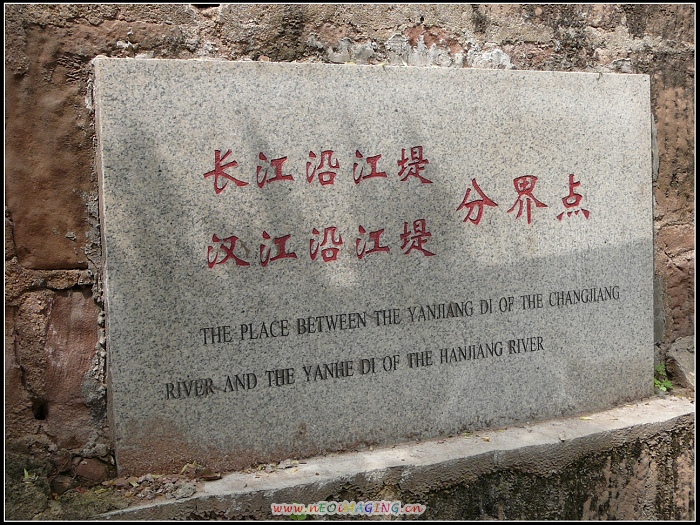 长江沿江堤
汉江沿江堤
分界点
THE PLACE BETWEEN THE YANJIANG DI OF THE CHANGJIANG
RIVER AND THE YANHE DI OF THE HANJIANG RIVER
www.NEOIMAGING.cn